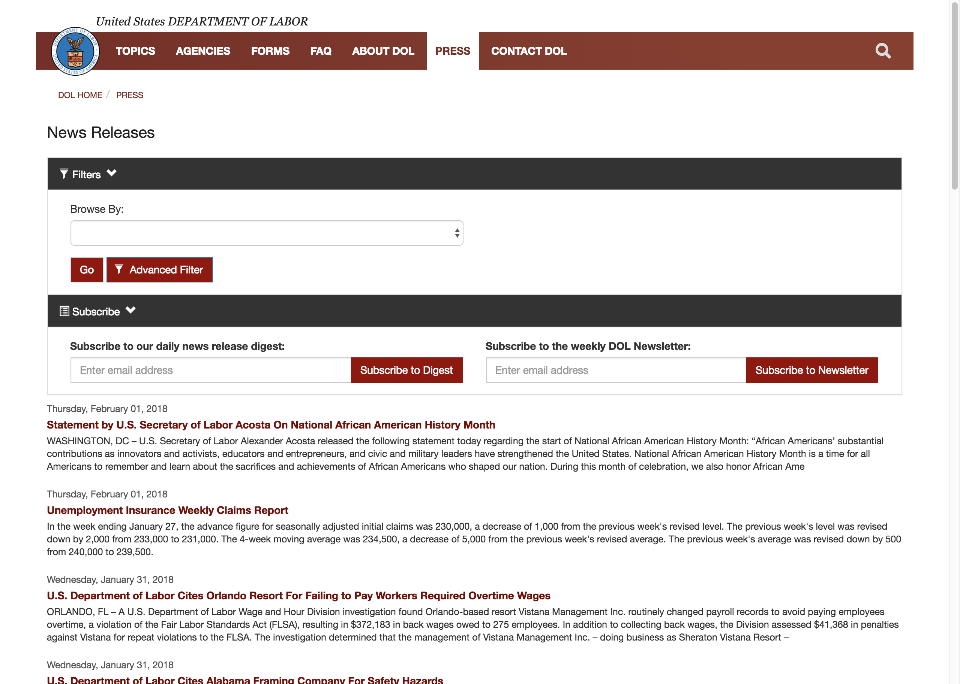 United States DEPARTMENT OF LABOR
TOPICS AGENCIES FORMS FAQ ABOUT DOL PRESS CONTACT DOL
DOL HOME / PRESS
News Releases
Filters
Browse By:
Go Advanced Filter
Subscribe
Subscribe to our daily news release digest: Subscribe to the weekly DOL Newsletter:
Enter email address Subscribe to Digest Enter email address Subscribe to Newsletter
Thursday, February 01, 2018
Statement by U.S. Secretary of Labor Acosta On National African American History Month
WASHINGTON, DC – U.S. Secretary of Labor Alexander Acosta released the following statement today regarding the start of National African American History Month: “African Americans' substantial
contributions as innovators and activists, educators and entrepreneurs, and civic and military leaders have strengthened the United States. National African American History Month is a time for all
Americans to remember and learn about the sacrifices and achievements of African Americans who shaped our nation. During this month of celebration, we also honor African Ame
Thursday, February 01, 2018
Unemployment Insurance Weekly Claims Report
In the week ending January 27, the advance figure for seasonally adjusted initial claims was 230,000, a decrease of 1,000 from the previous week's revised level. The previous week's level was revised
down by 2,000 from 233,000 to 231,000. The 4-week moving average was 234,500, a decrease of 5,000 from the previous week's revised average. The previous week's average was revised down by 500
from 240,000 to 239,500.
Wednesday, January 31, 2018
U.S. Department of Labor Cites Orlando Resort For Failing to Pay Workers Required Overtime Wages
ORLANDO, FL – A U.S. Department of Labor Wage and Hour Division investigation found Orlando-based resort Vistana Management Inc. routinely changed payroll records to avoid paying employees
overtime, a violation of the Fair Labor Standards Act (FLSA), resulting in $372,183 in back wages owed to 275 employees. In addition to collecting back wages, the Division assessed $41,368 in penalties
against Vistana for repeat violations to the FLSA. The investigation determined that the management of Vistana Management Inc. – doing business as Sheraton Vistana Resort –
Wednesday, January 31, 2018
U.S. Department of Labor Cites Alabama Framing Company For Safety Hazards